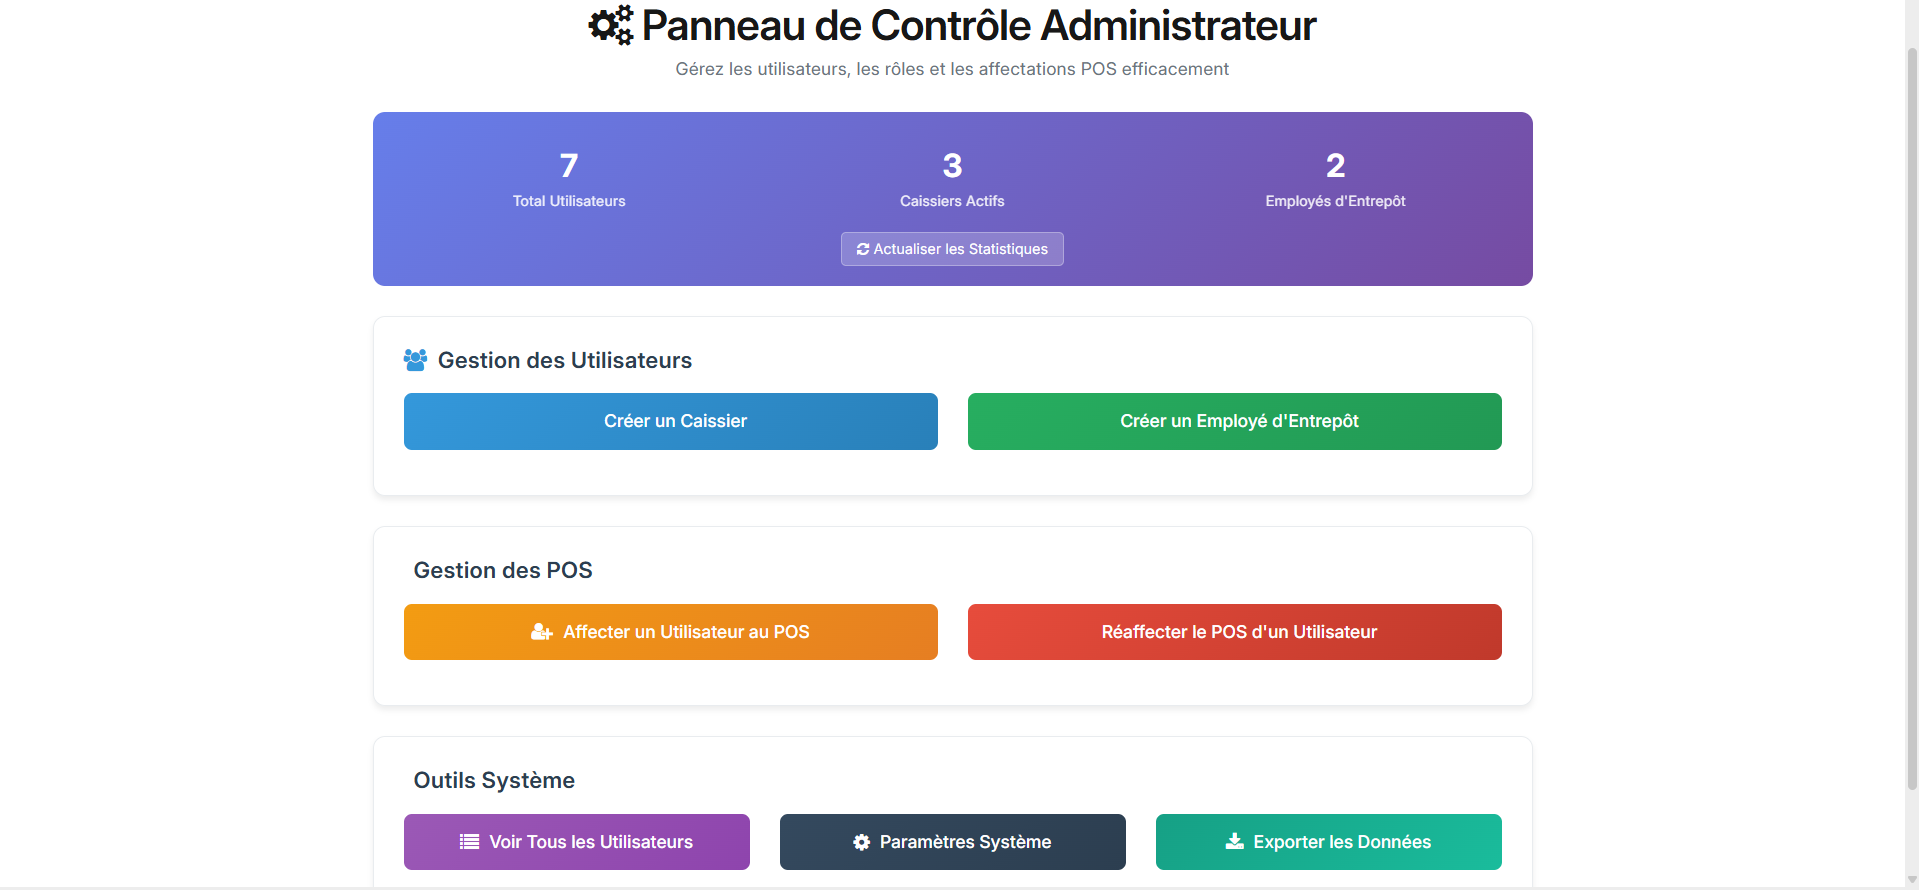 Panneau de Contrôle Administrateur
Gérez les utilisateurs, les rôles et les affectations POS efficacement
7
Total Utilisateurs
3
Caissiers Actifs
2
Employés d'Entrepôt
Actualiser les Statistiques
Gestion des Utilisateurs
Créer un Caissier
Créer un Employé d'Entrepôt
Gestion des POS
Affecter un Utilisateur au POS
Réaffecter le POS d'un Utilisateur
Outils Système
Voir Tous les Utilisateurs
Paramètres Système
Exporter les Données